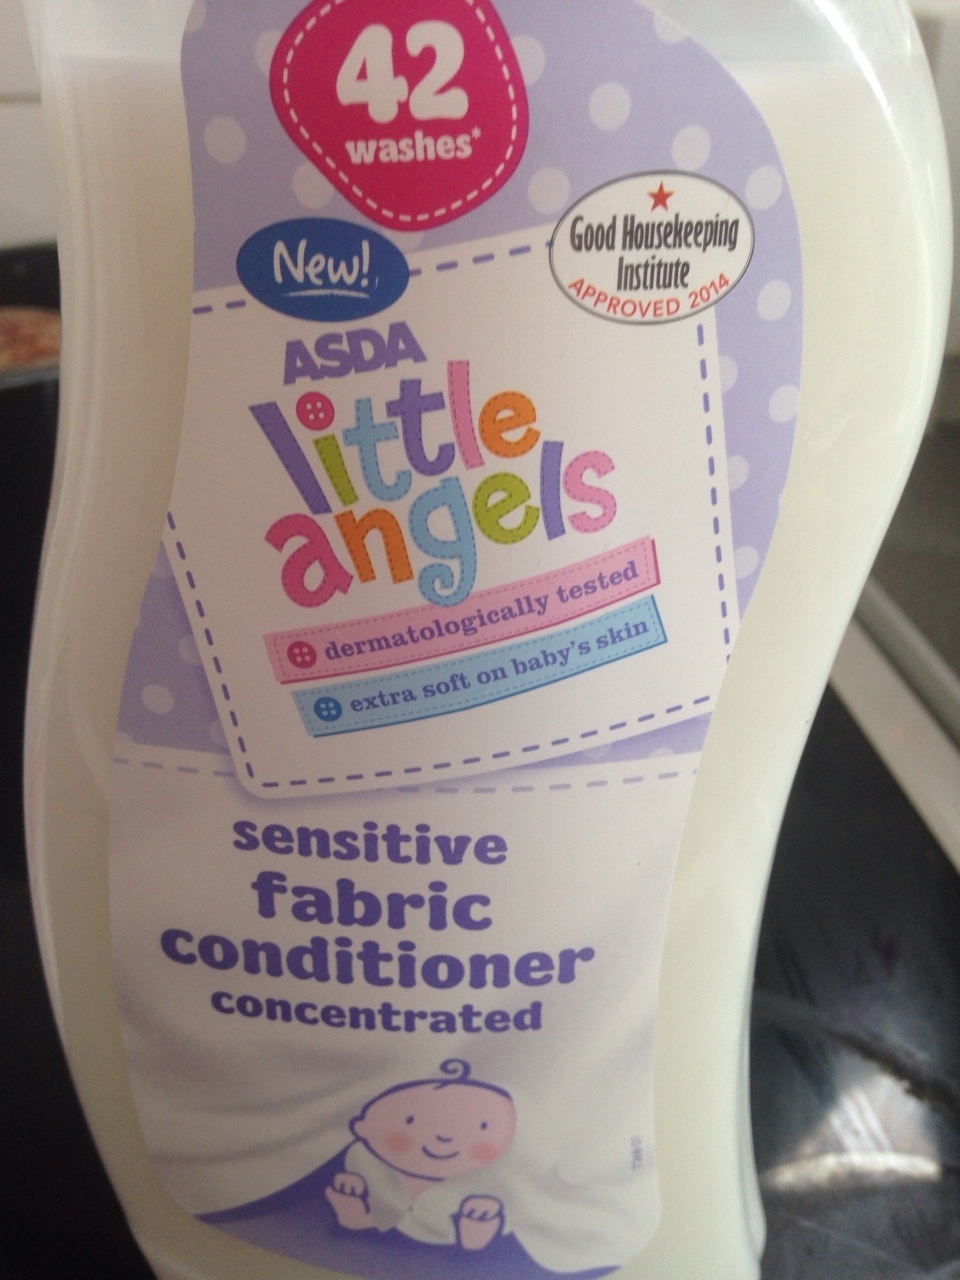 42
washes*
New!
Good Housekeeping
Institute
APPROVED 2014
ASDA
little
angels
dermatologically tested
extra soft on baby's skin
sensitive
fabric
conditioner
concentrated